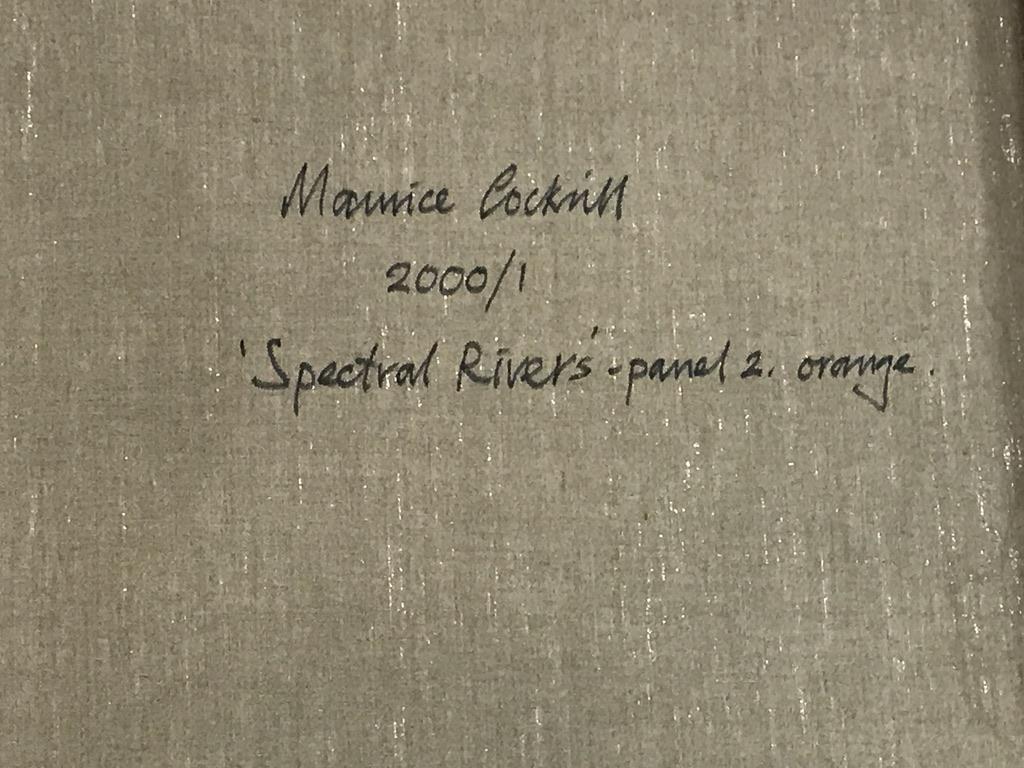 Maurice Cockrill
2000/1
'Spectral Rivers' - panel 2. orange.